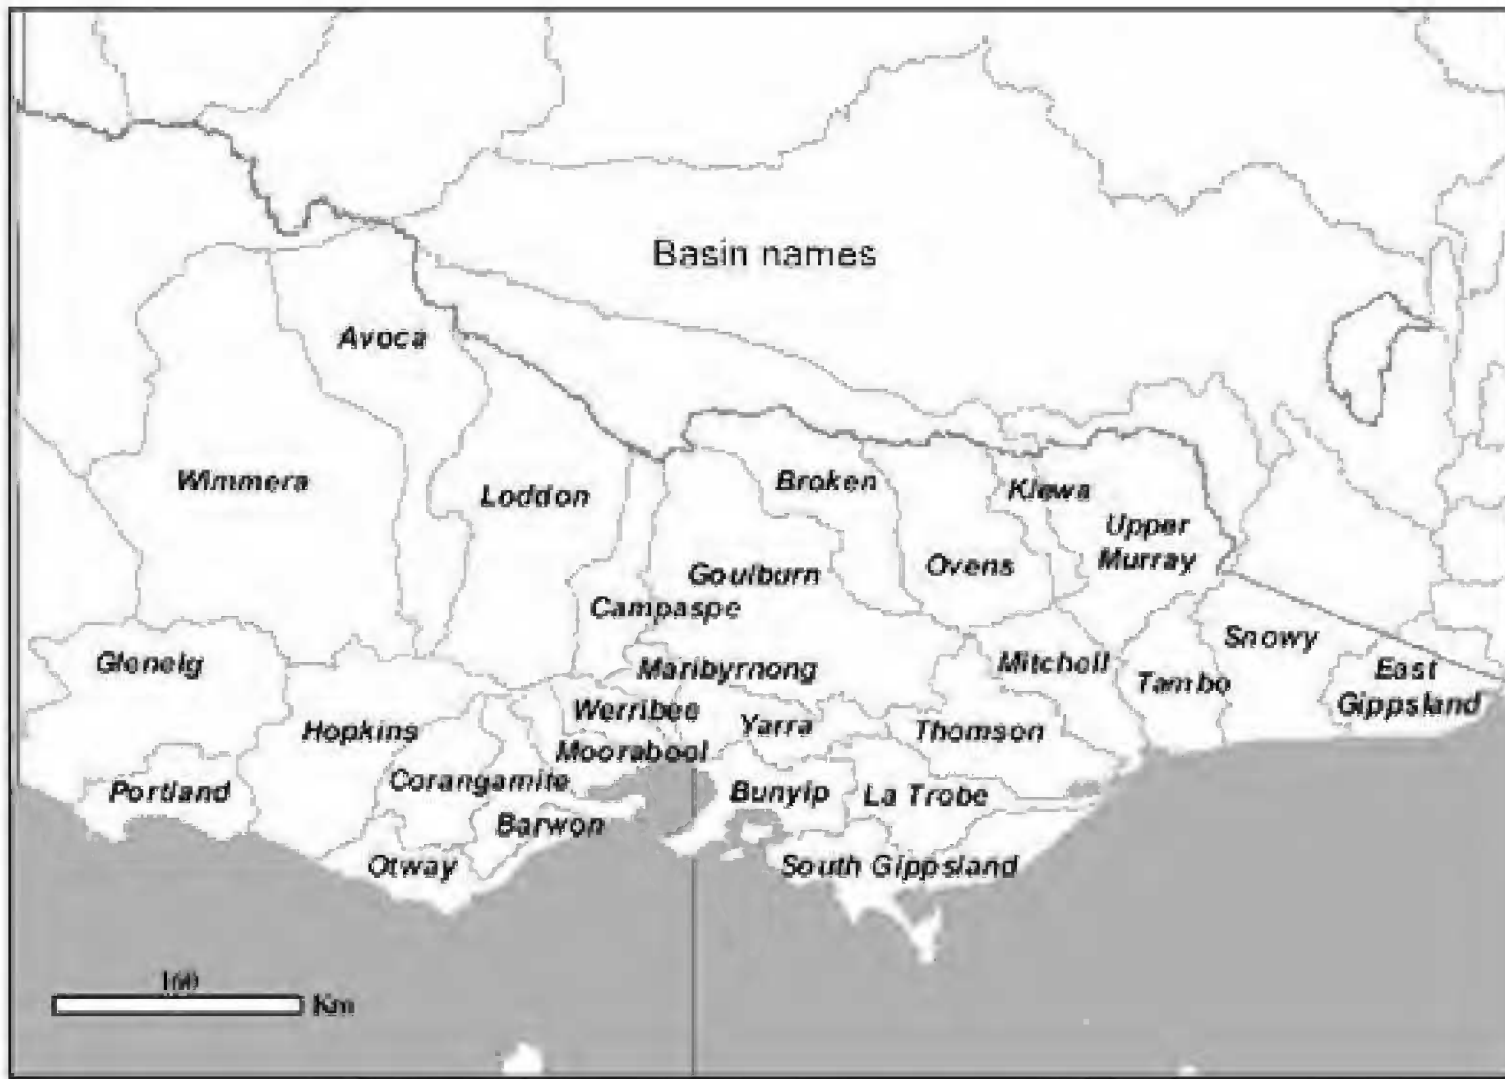 Basin names
Avoca
Wimmera
Loddon
Broken
Kiewa
Upper
Murray
Goulburn
Ovens
Campaspe
Glenelg
Maribyrnong
Mitchell
Tambo
Snowy
East
Gippsland
Hopkins
Werribee
Yarra
Thomson
Moorabool
Corangamite
Portland
Bunyip
La Trobe
Barwon
Otway
South Gippsland
160
Km